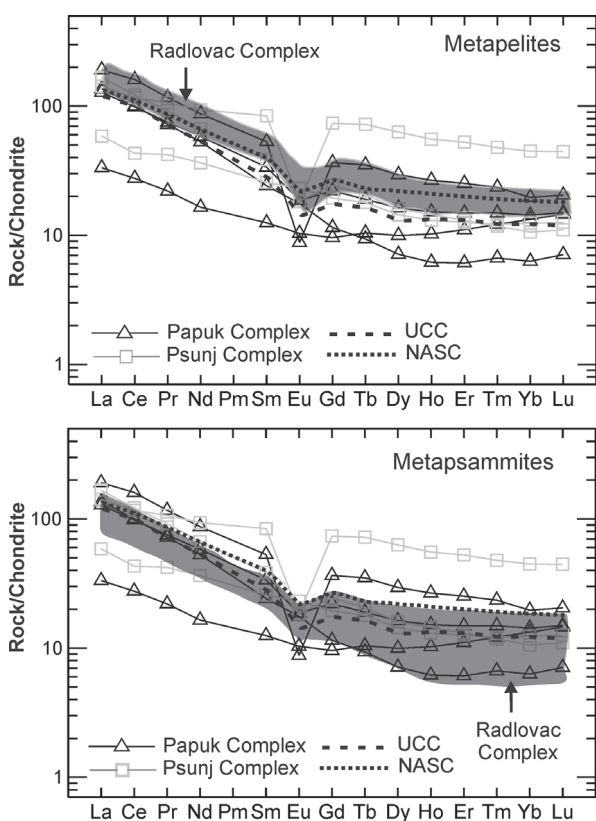 Metapelites
Radlovac Complex
Rock/Chondrite
100
10
1
Papuk Complex
UCC
Psunj Complex
NASC
La Ce Pr Nd Pm Sm Eu Gd Tb Dy Ho Er Tm Yb Lu
Metapsammites
Rock/Chondrite
100
10
1
Radlovac
Complex
Papuk Complex
UCC
Psunj Complex
NASC
La Ce Pr Nd Pm Sm Eu Gd Tb Dy Ho Er Tm Yb Lu